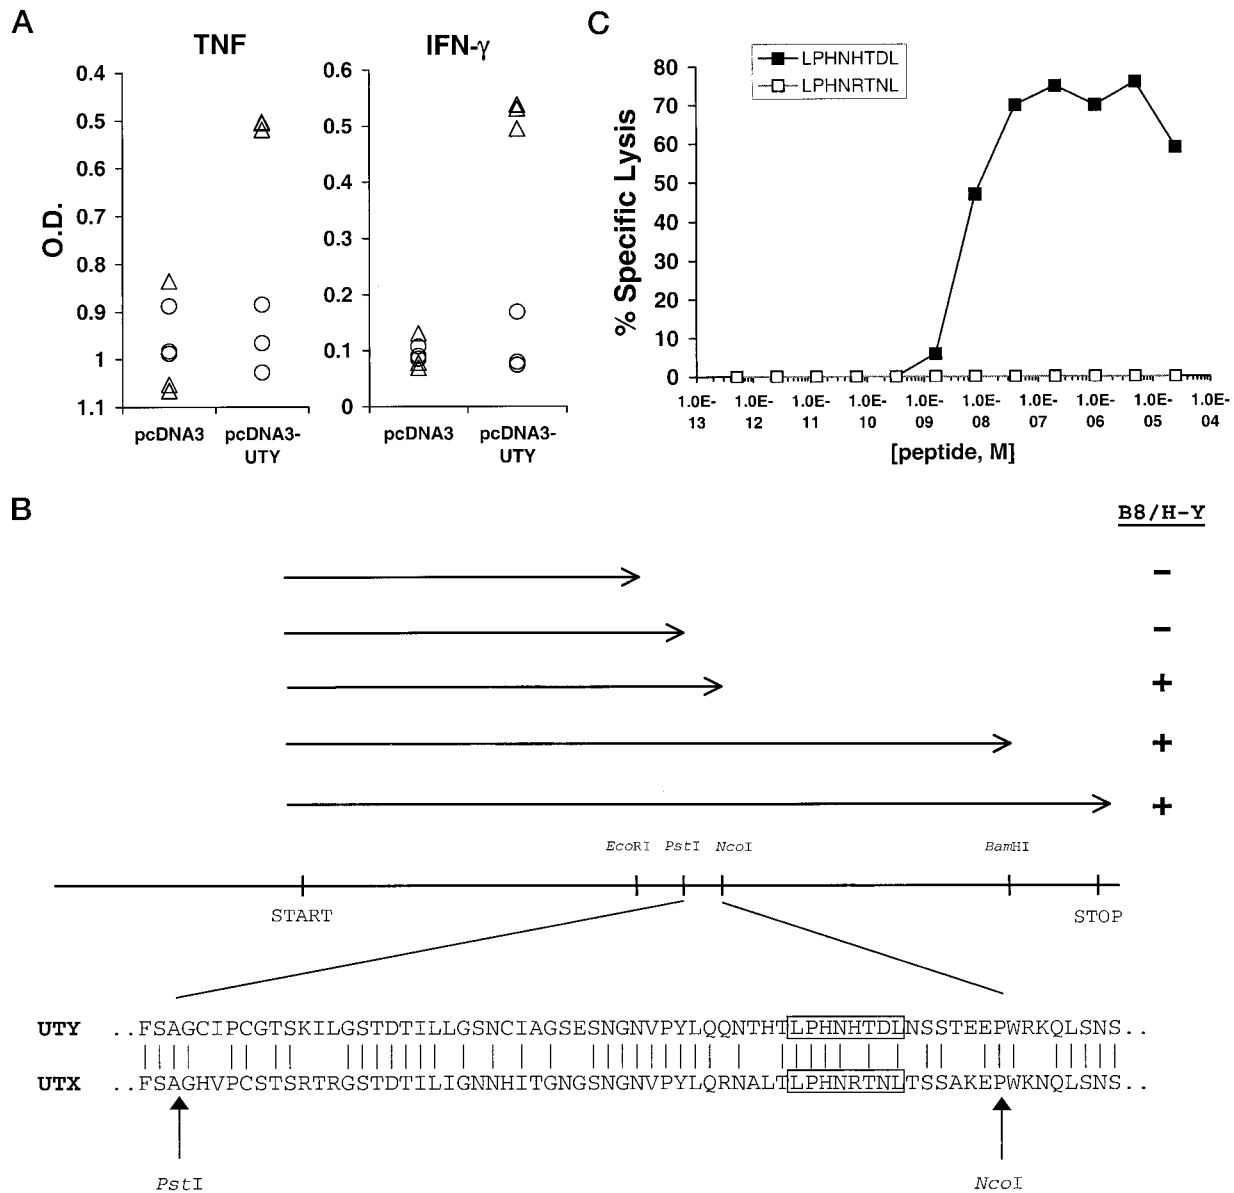 A
TNF
IFN-γ
O.D.
0.4
0.5
0.6
0.7
0.8
0.9
1
1.1
pcDNA3
pcDNA3-
UTY
0.6
0.5
0.4
0.3
0.2
0.1
0
pcDNA3
pcDNA3-
UTY
C
LPHNHTDL
LPHNRTNL
% Specific Lysis
80
70
60
50
40
30
20
10
0
1.0E- 1.0E- 1.0E- 1.0E- 1.0E- 1.0E- 1.0E- 1.0E- 1.0E- 1.0E-
13 12 11 10 09 08 07 06 05 04
[peptide, M]
B
B8/H-Y
−
−
+
+
+
EcoRI PstI NcoI BamHI
START STOP
UTY ..FSAGCIPCGTSKILGSTDTILLGSNCIAGSESNGNVPYLQQNTHTLPHNHTDLNSSTEEPWRKQLSNS..
UTX ..FSAGHVPCSTSRTRGSTDTILIGNNHITGNGSNGNVPYLQRNALTLPHNRTNLTSSAKEPWKNQLSNS..
PstI NcoI